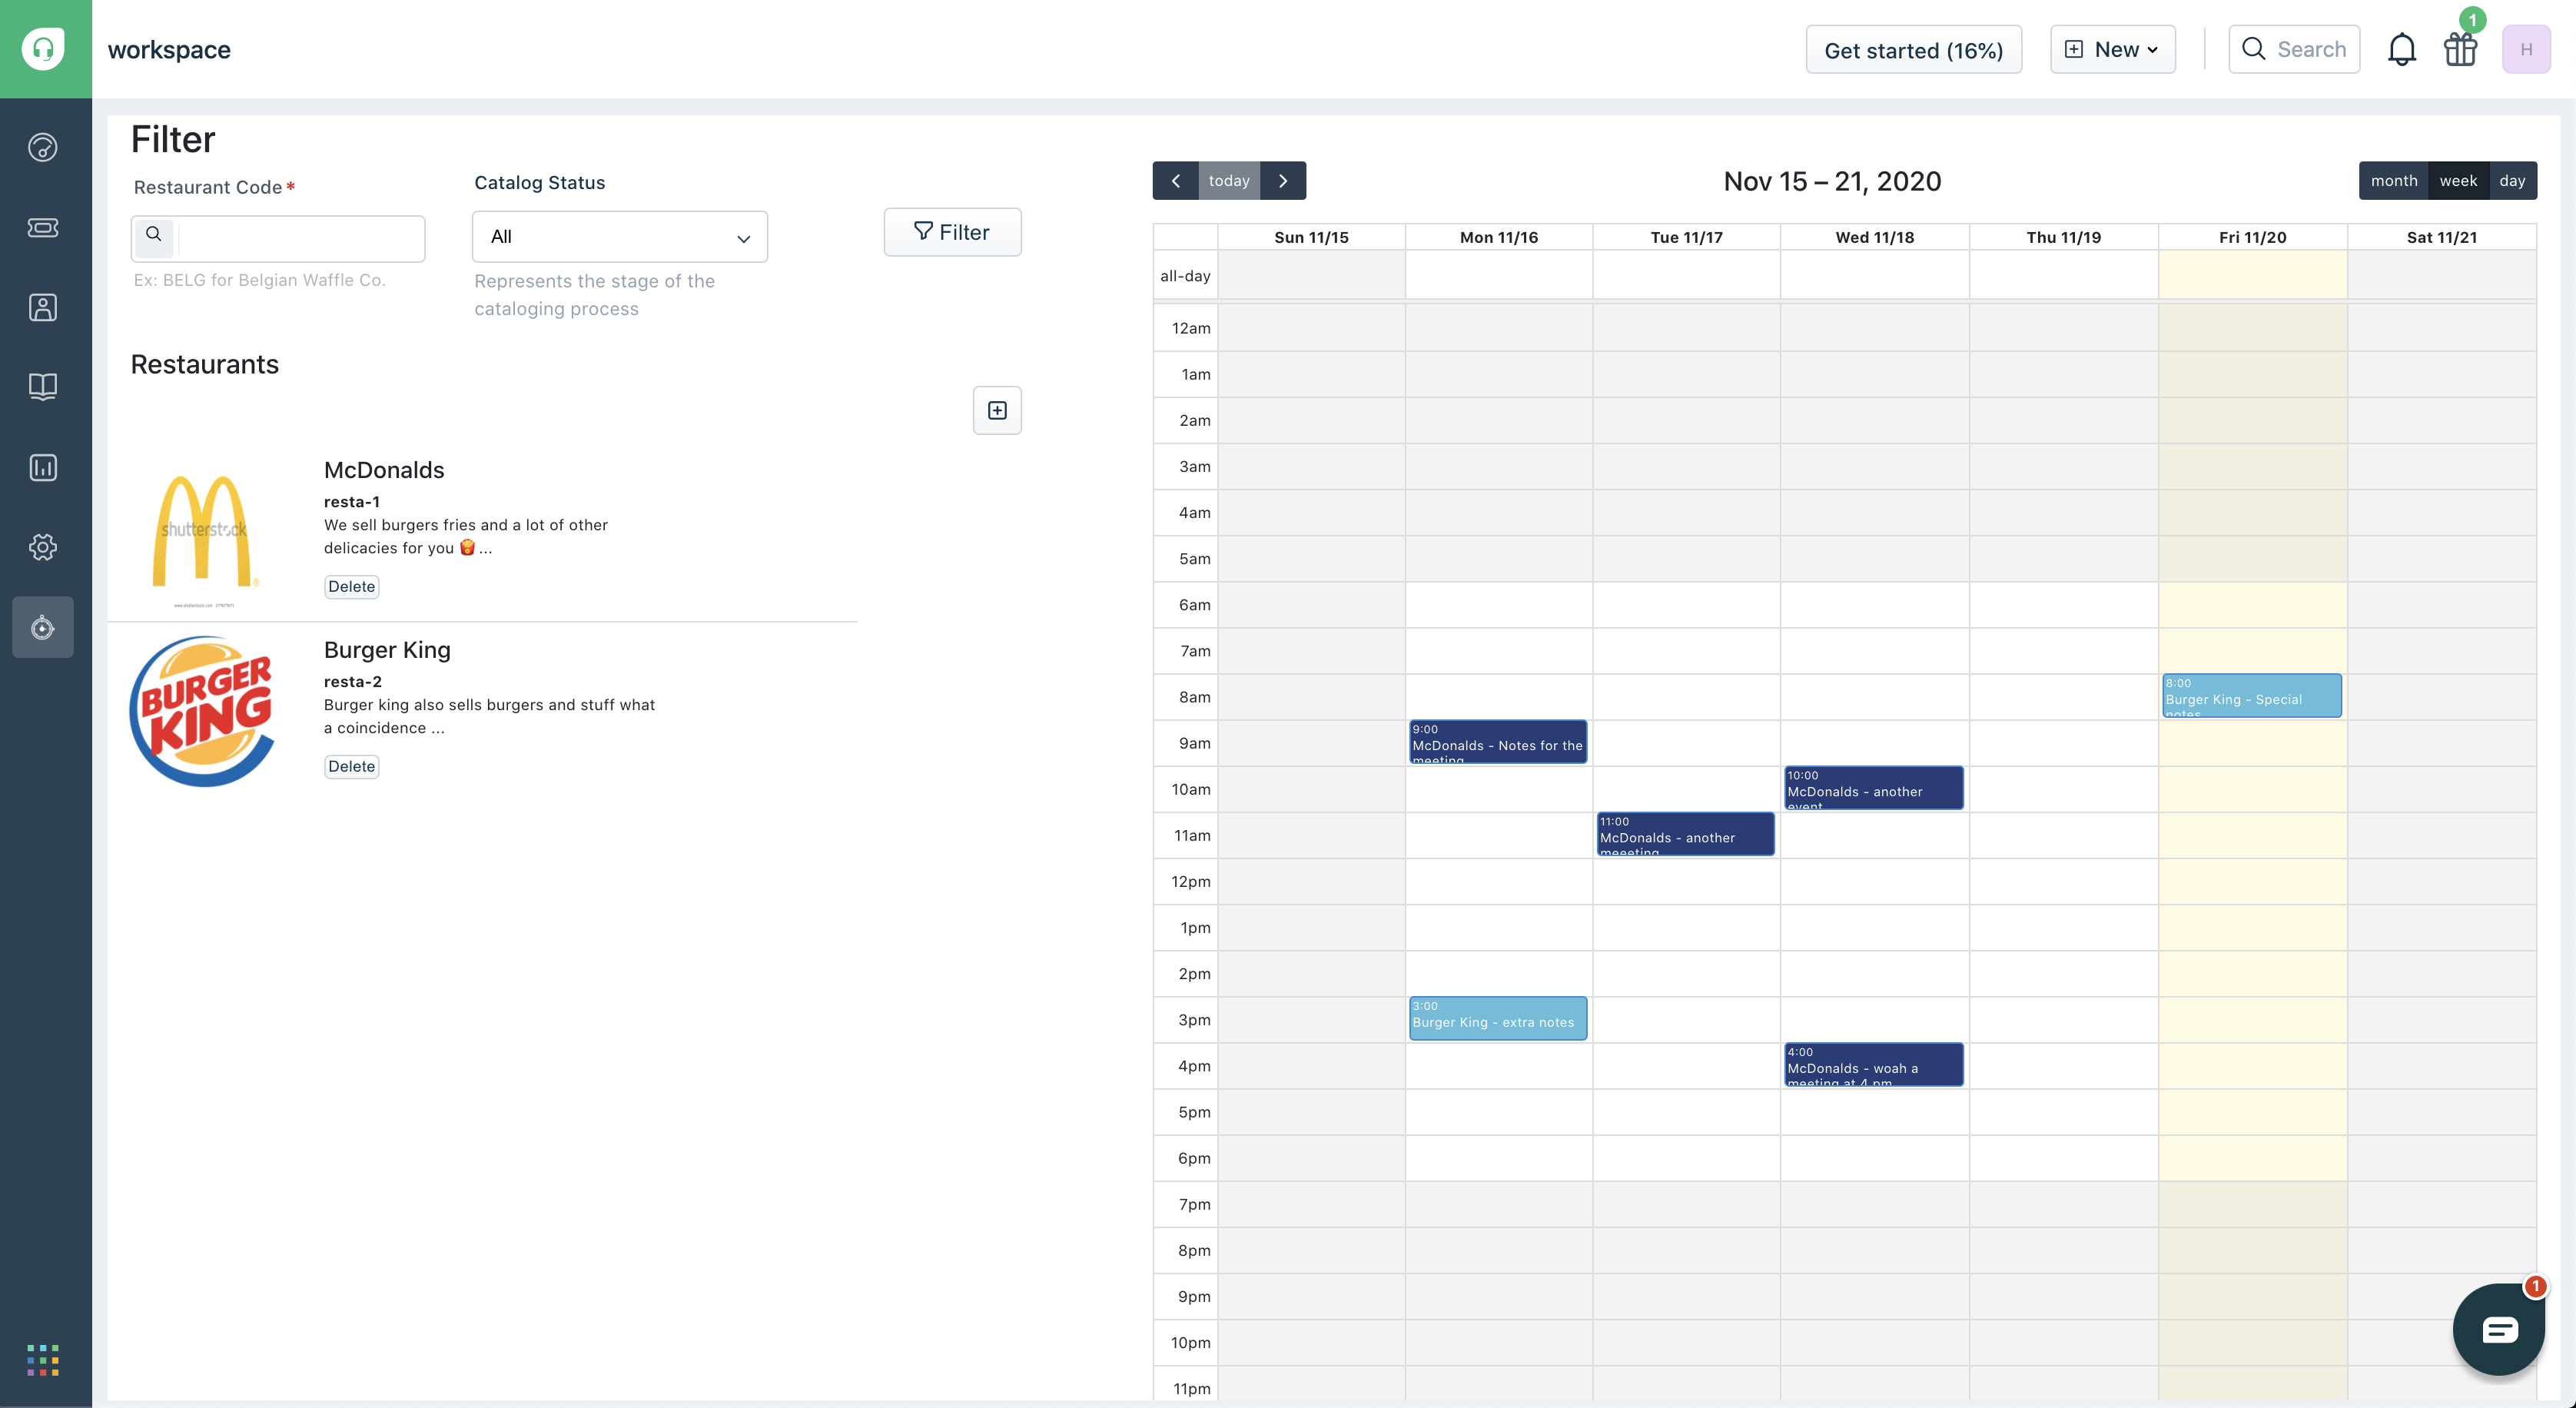 workspace
Get started (16%)
New
Search
1
H
Filter
Restaurant Code*
Ex: BELG for Belgian Waffle Co.
Catalog Status
All
Represents the stage of the
cataloging process
Filter
Restaurants
shutterstock
McDonalds
resta-1
We sell burgers fries and a lot of other
delicacies for you 🍟 ...
Delete
BURGER
KING
Burger King
resta-2
Burger king also sells burgers and stuff what
a coincidence ...
Delete
today
Nov 15 – 21, 2020
month
week
day
Sun 11/15
Mon 11/16
Tue 11/17
Wed 11/18
Thu 11/19
Fri 11/20
Sat 11/21
all-day
12am
1am
2am
3am
4am
5am
6am
7am
8am
8:00
Burger King - Special
notes
9am
9:00
McDonalds - Notes for the
meeting
10am
10:00
McDonalds - another
event
11am
11:00
McDonalds - another
meeeting
12pm
1pm
2pm
3pm
3:00
Burger King - extra notes
4pm
4:00
McDonalds - woah a
meeting at 4 pm
5pm
6pm
7pm
8pm
9pm
10pm
11pm
1